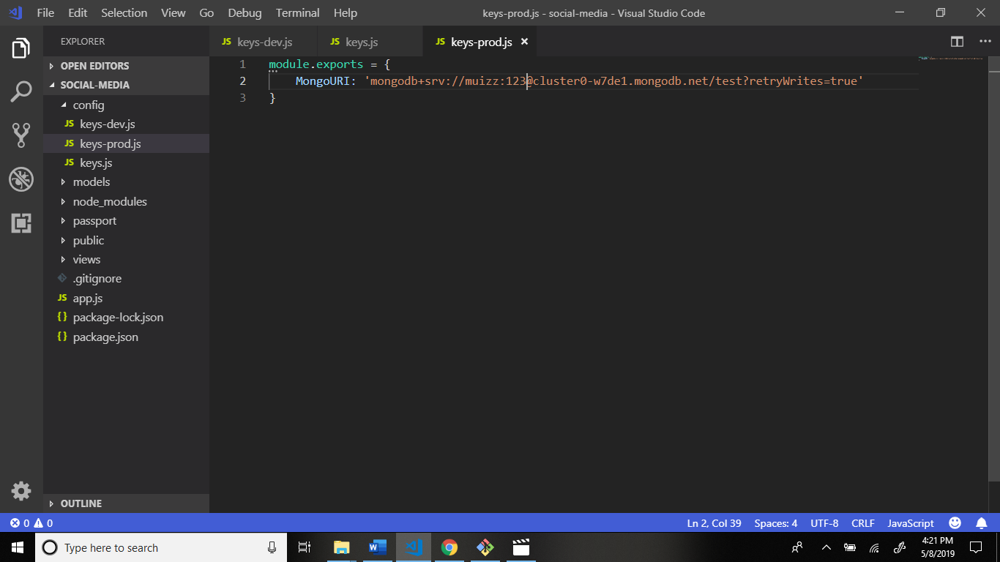 File Edit Selection View Go Debug Terminal Help keys-prod.js - social-media - Visual Studio Code
EXPLORER
JS keys-dev.js JS keys.js JS keys-prod.js
OPEN EDITORS
SOCIAL-MEDIA
config
JS keys-dev.js
JS keys-prod.js
JS keys.js
models
node_modules
passport
public
views
.gitignore
JS app.js
{} package-lock.json
{} package.json
OUTLINE
1 module.exports = {
2 MongoURI: 'mongodb+srv://muizz:123@cluster0-w7de1.mongodb.net/test?retryWrites=true'
3 }
0 0 Ln 2, Col 39 Spaces: 4 UTF-8 CRLF JavaScript
Type here to search
4:21 PM
5/8/2019